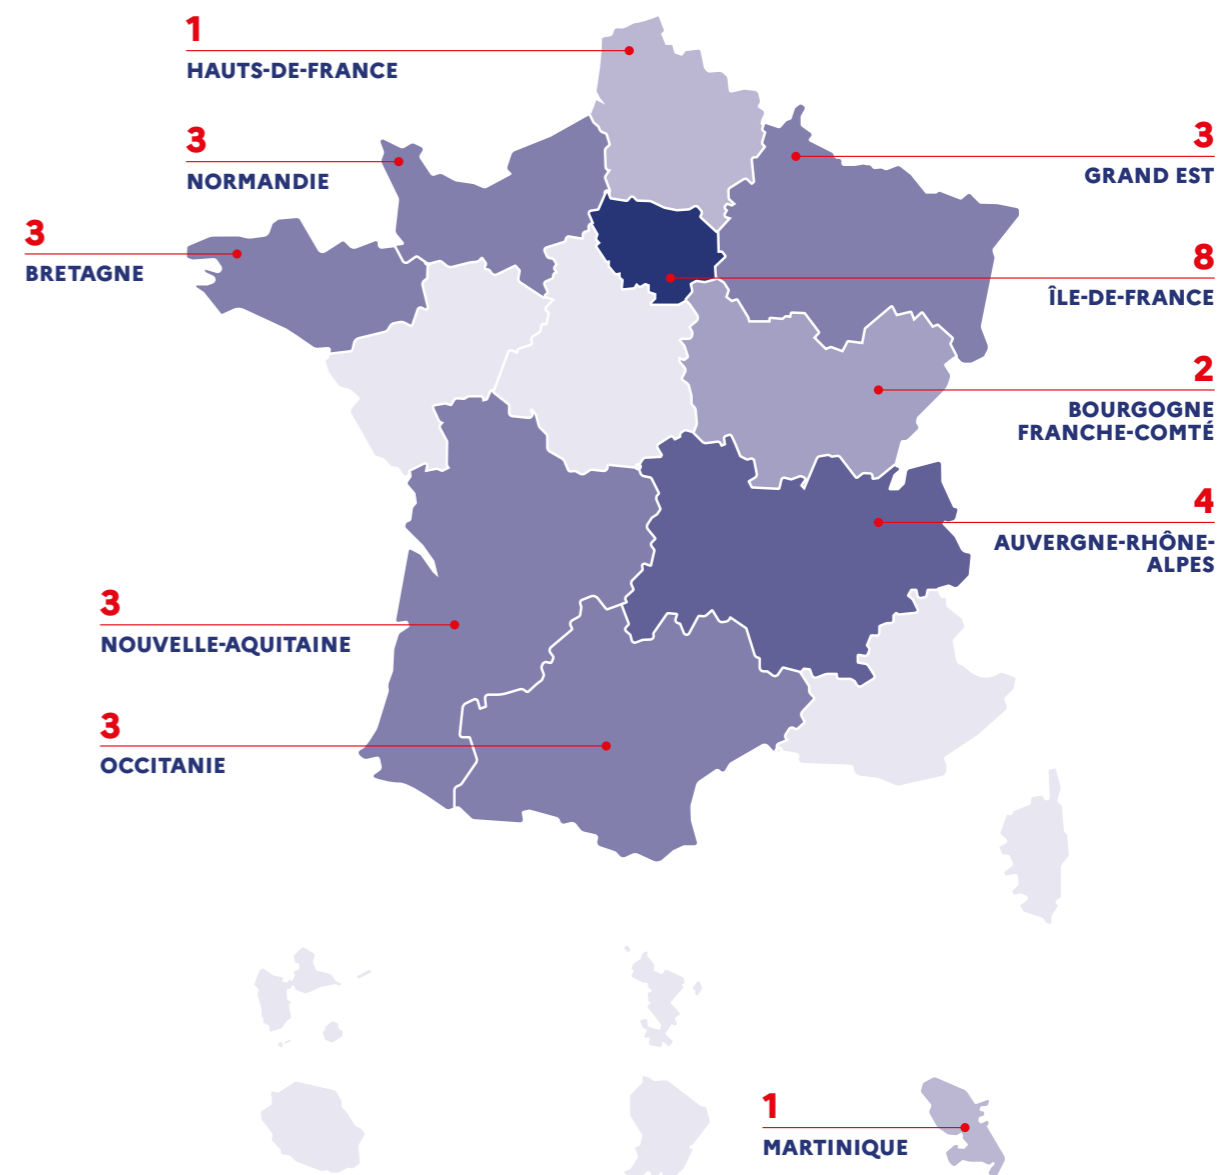 1
HAUTS-DE-FRANCE
3
NORMANDIE
3
BRETAGNE
3
GRAND EST
8
ÎLE-DE-FRANCE
2
BOURGOGNE
FRANCHE-COMTÉ
4
AUVERGNE-RHÔNE-
ALPES
3
NOUVELLE-AQUITAINE
3
OCCITANIE
1
MARTINIQUE